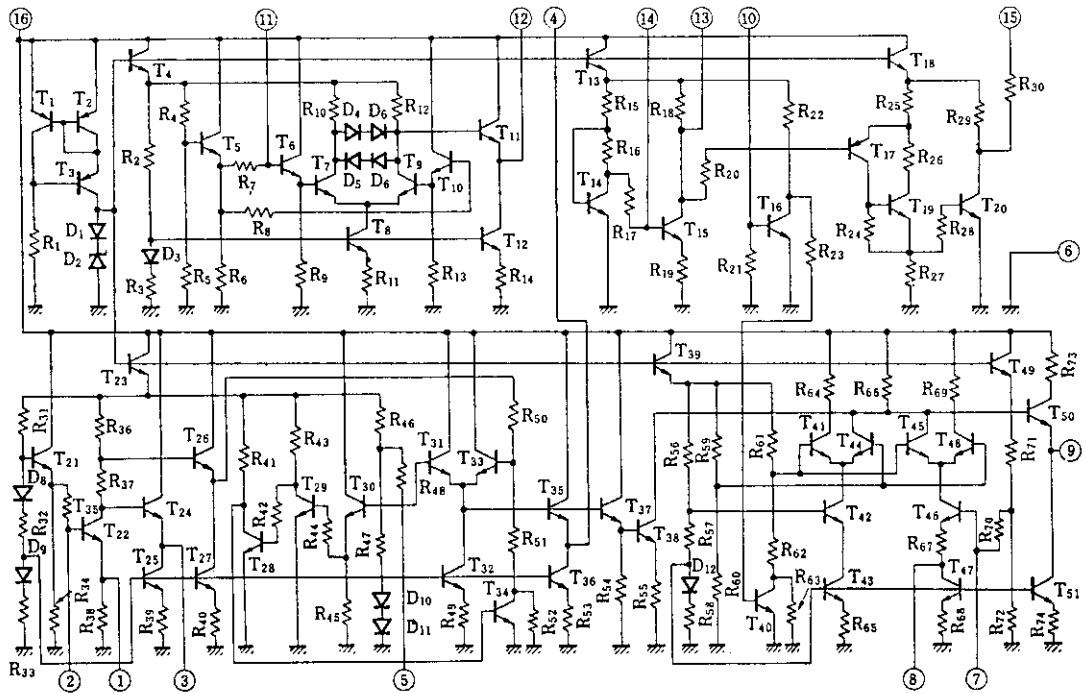 16 11 12 4 14 13 10 15
T1 T2 T4 T13 T18 R30
R4 R10 D4 D6 R12 T11 R15 R18 R22 R25 R29
T3 R2 T5 T6 R16 T17 R26
R7 T7 D5 D6 T9 T10 T14 R20
R1 D1 R8 T8 T12 R17 T15 T16 R24 T19 R28 T20
D2 D3 R3 R5 R6 R9 R11 R13 R14 R19 R21 R23 R27 6
T23 T39 T49 R73
R31 R36 R41 R43 R46 R50 R64 R66 R69
T21 T26 T31 T33 R56 R59 R61 T41 T44 T45 T46 T50
D8 R37 T29 T30 R48 T35 R71 9
R32 R35 T24 R42 R44 R47 R51 T37 T38 R57 T42 T46 R70
D9 T22 T25 T27 T28 T32 T36 D12 R62 R67
R34 D10 T34 R54 R55 R60 R63 T43 T47 T51
R33 R38 R39 R40 R45 D11 R49 R52 R53 R58 T40 R65 R68 R72 R74
2 1 3 5 8 7